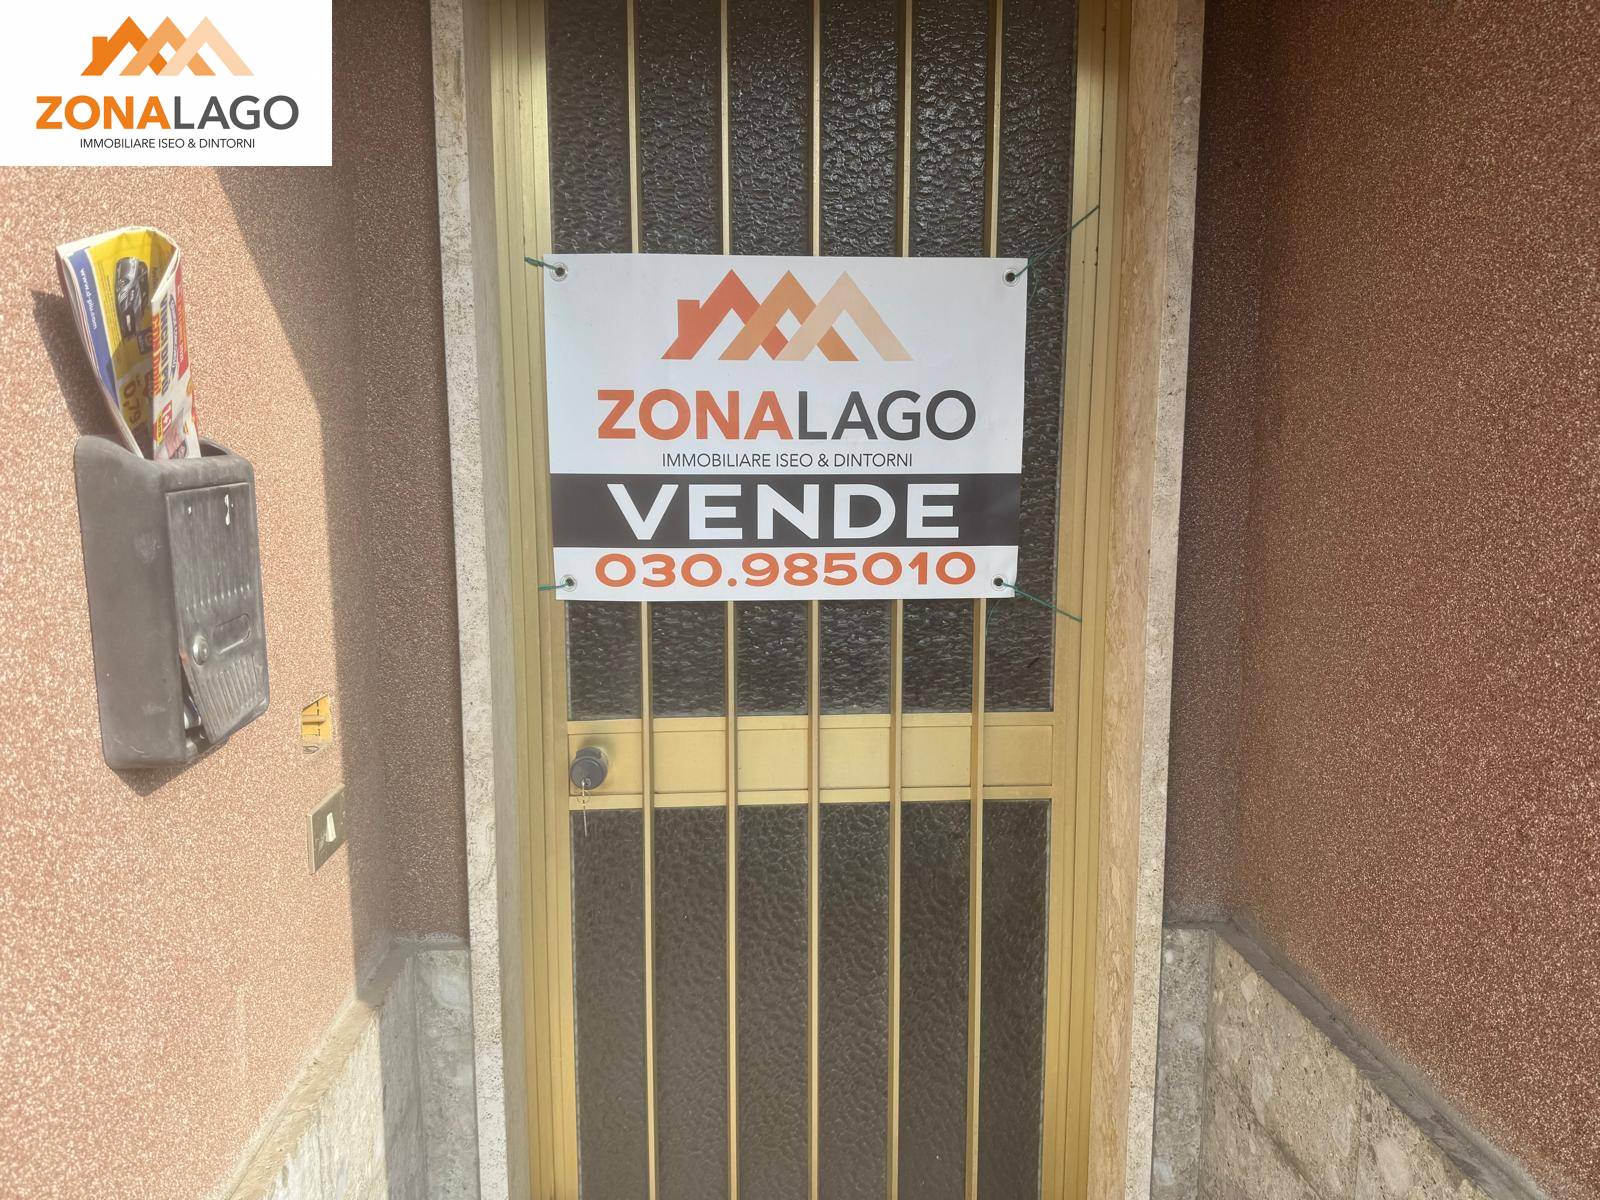 ZONALAGO
IMMOBILIARE ISEO & DINTORNI
ZONALAGO
IMMOBILIARE ISEO & DINTORNI
VENDE
030.985010